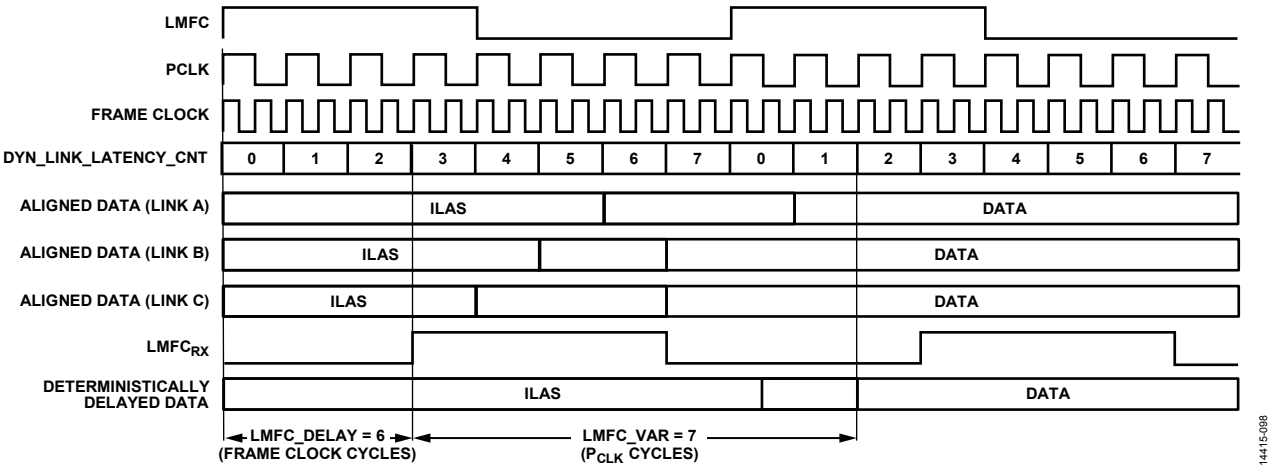 LMFC
PCLK
FRAME CLOCK
DYN_LINK_LATENCY_CNT 0 1 2 3 4 5 6 7 0 1 2 3 4 5 6 7
ALIGNED DATA (LINK A) ILAS DATA
ALIGNED DATA (LINK B) ILAS DATA
ALIGNED DATA (LINK C) ILAS DATA
LMFCRX
DETERMINISTICALLY
DELAYED DATA ILAS DATA
LMFC_DELAY = 6 LMFC_VAR = 7
(FRAME CLOCK CYCLES) (PCLK CYCLES)
14415-098